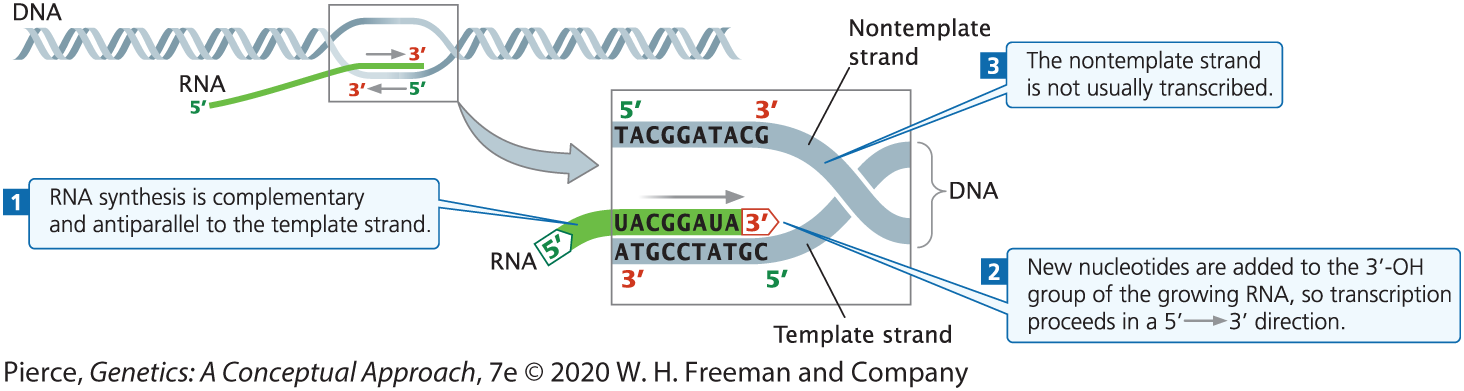 DNA
3′
RNA
5′
3′ 5′
Nontemplate
strand
3 The nontemplate strand
is not usually transcribed.
5′ 3′
TACGGATACG
DNA
1 RNA synthesis is complementary
and antiparallel to the template strand.
UACGGAUA 3′
RNA 5′
ATGCCTATGC
3′ 5′
2 New nucleotides are added to the 3′-OH
group of the growing RNA, so transcription
proceeds in a 5′⟶3′ direction.
Template strand
Pierce, Genetics: A Conceptual Approach, 7e © 2020 W. H. Freeman and Company